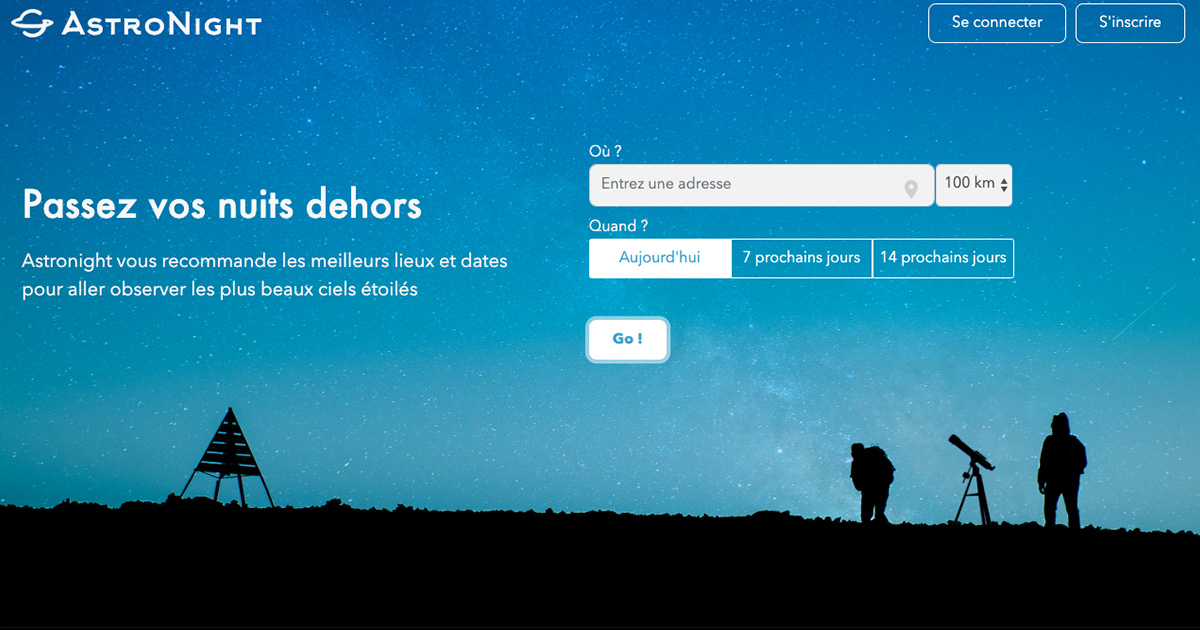 ASTRONIGHT
Se connecter
S'inscrire
Passez vos nuits dehors
Astronight vous recommande les meilleurs lieux et dates
pour aller observer les plus beaux ciels étoilés
Où ?
Entrez une adresse
100 km
Quand ?
Aujourd'hui
7 prochains jours
14 prochains jours
Go !